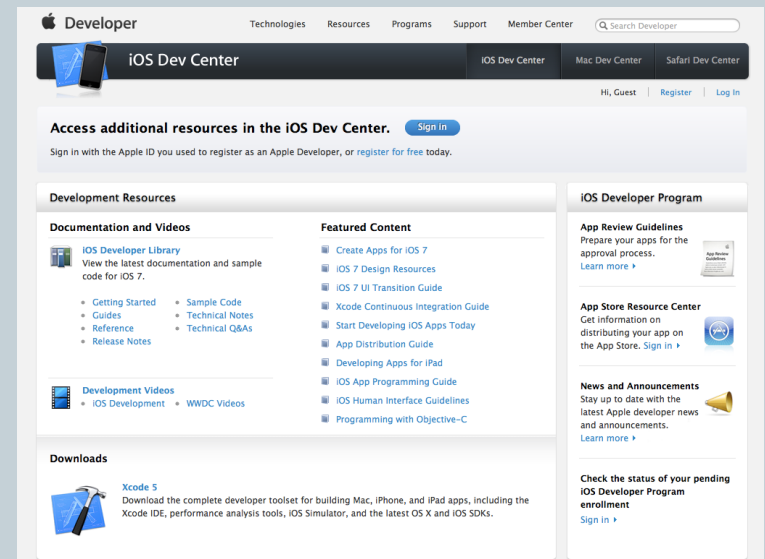 Developer
Technologies Resources Programs Support Member Center Search Developer
iOS Dev Center
iOS Dev Center Mac Dev Center Safari Dev Center
Hi, Guest Register Log In
Access additional resources in the iOS Dev Center. Sign in
Sign in with the Apple ID you used to register as an Apple Developer, or register for free today.
Development Resources
Documentation and Videos
iOS Developer Library
View the latest documentation and sample
code for iOS 7.
Getting Started
Guides
Reference
Release Notes
Sample Code
Technical Notes
Technical Q&As
Development Videos
iOS Development WWDC Videos
Featured Content
Create Apps for iOS 7
iOS 7 Design Resources
iOS 7 UI Transition Guide
Xcode Continuous Integration Guide
Start Developing iOS Apps Today
App Distribution Guide
Developing Apps for iPad
iOS App Programming Guide
iOS Human Interface Guidelines
Programming with Objective-C
Downloads
Xcode 5
Download the complete developer toolset for building Mac, iPhone, and iPad apps, including the
Xcode IDE, performance analysis tools, iOS Simulator, and the latest OS X and iOS SDKs.
iOS Developer Program
App Review Guidelines
Prepare your apps for the
approval process.
Learn more
App Review
Guidelines
App Store Resource Center
Get information on
distributing your app on
the App Store. Sign in
News and Announcements
Stay up to date with the
latest Apple developer news
and announcements.
Learn more
Check the status of your pending
iOS Developer Program
enrollment
Sign in